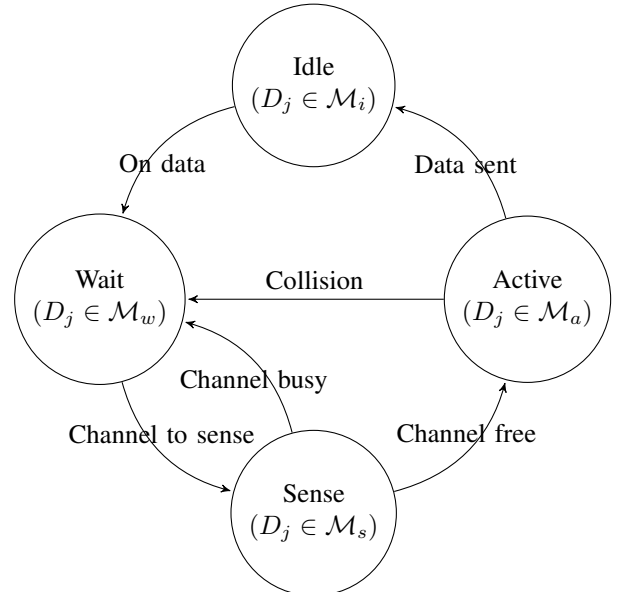 Idle
(D_j ∈ ℳ_i)
On data
Data sent
Wait
(D_j ∈ ℳ_w)
Collision
Active
(D_j ∈ ℳ_a)
Channel busy
Channel to sense
Channel free
Sense
(D_j ∈ ℳ_s)